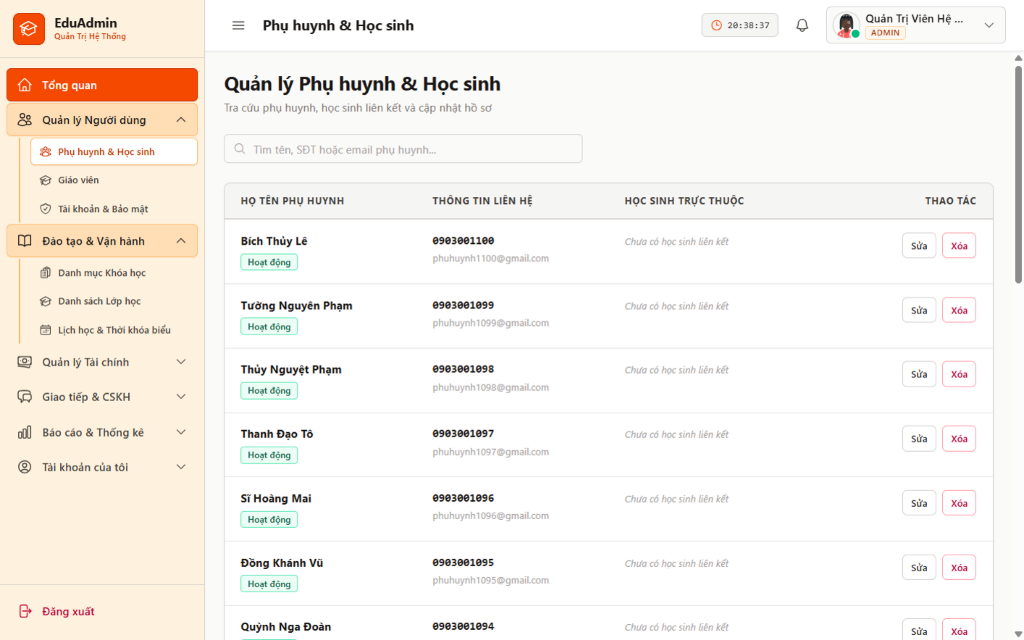 EduAdmin
Quản Trị Hệ Thống
Tổng quan
Quản lý Người dùng
Phụ huynh & Học sinh
Giáo viên
Tài khoản & Bảo mật
Đào tạo & Vận hành
Danh mục Khóa học
Danh sách Lớp học
Lịch học & Thời khóa biểu
Quản lý Tài chính
Giao tiếp & CSKH
Báo cáo & Thống kê
Tài khoản của tôi
Đăng xuất
Phụ huynh & Học sinh
20:38:37
Quản Trị Viên Hệ ...
ADMIN
Quản lý Phụ huynh & Học sinh
Tra cứu phụ huynh, học sinh liên kết và cập nhật hồ sơ
Tìm tên, SĐT hoặc email phụ huynh...
HỌ TÊN PHỤ HUYNH THÔNG TIN LIÊN HỆ HỌC SINH TRỰC THUỘC THAO TÁC
Bích Thủy Lê 0903001100 Chưa có học sinh liên kết Sửa Xóa
Hoạt động phuhuynh1100@gmail.com
Tường Nguyên Phạm 0903001099 Chưa có học sinh liên kết Sửa Xóa
Hoạt động phuhuynh1099@gmail.com
Thủy Nguyệt Phạm 0903001098 Chưa có học sinh liên kết Sửa Xóa
Hoạt động phuhuynh1098@gmail.com
Thanh Đạo Tô 0903001097 Chưa có học sinh liên kết Sửa Xóa
Hoạt động phuhuynh1097@gmail.com
Sĩ Hoàng Mai 0903001096 Chưa có học sinh liên kết Sửa Xóa
Hoạt động phuhuynh1096@gmail.com
Đồng Khánh Vũ 0903001095 Chưa có học sinh liên kết Sửa Xóa
Hoạt động phuhuynh1095@gmail.com
Quỳnh Nga Đoàn 0903001094 Chưa có học sinh liên kết Sửa Xóa